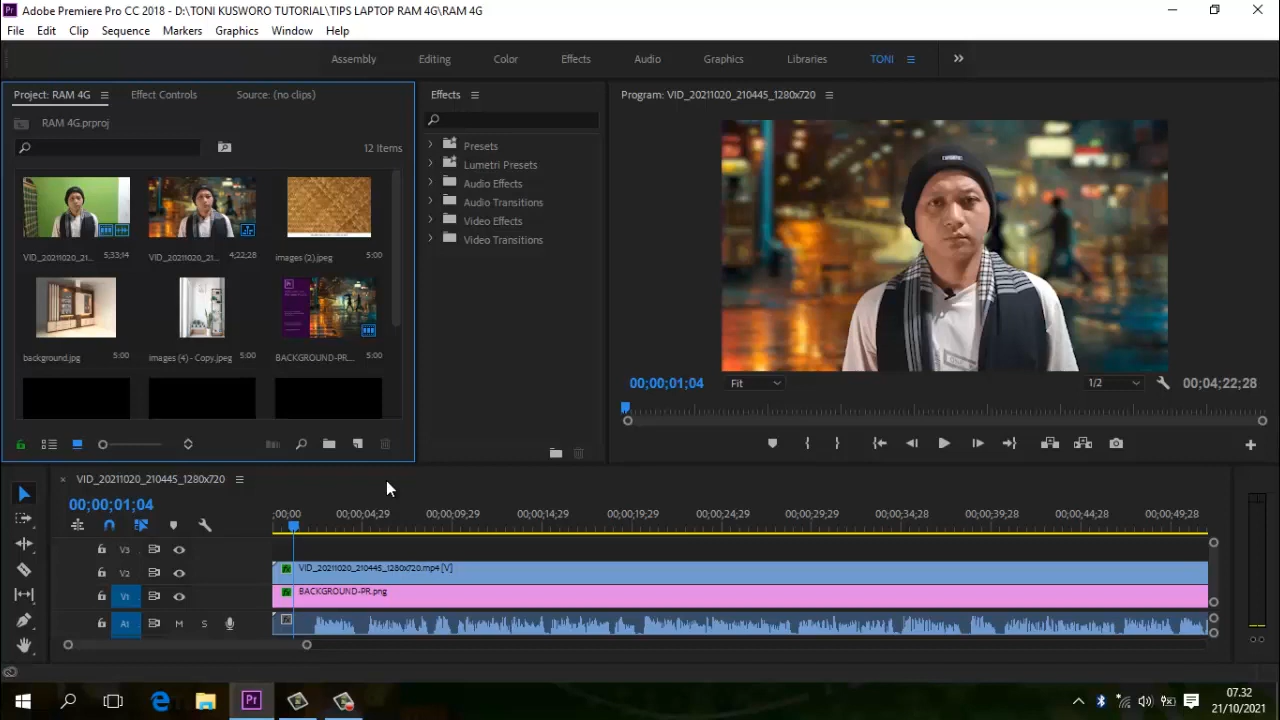 Adobe Premiere Pro CC 2018 - D:\TONI KUSWORO TUTORIAL\TIPS LAPTOP RAM 4G\RAM 4G
File Edit Clip Sequence Markers Graphics Window Help
Assembly Editing Color Effects Audio Graphics Libraries TONI
Project: RAM 4G Effect Controls Source: (no clips)
RAM 4G.prproj
12 Items
VID_20211020_21... 5;33;14 VID_20211020_21... 4;22;28 images (2).jpeg 5:00
background.jpg 5:00 images (4) - Copy.jpeg 5:00 BACKGROUND-PR... 5:00
Effects
Presets
Lumetri Presets
Audio Effects
Audio Transitions
Video Effects
Video Transitions
Program: VID_20211020_210445_1280x720
00;00;01;04 Fit 1/2 00;04;22;28
VID_20211020_210445_1280x720
00;00;01;04
;00;00 00;00;04;29 00;00;09;29 00;00;14;29 00;00;19;29 00;00;24;29 00;00;29;29 00;00;34;28 00;00;39;28 00;00;44;28 00;00;49;28
V3
V2 VID_20211020_210445_1280x720.mp4 [V]
V1 BACKGROUND-PR.png
A1 M S
07.32
21/10/2021